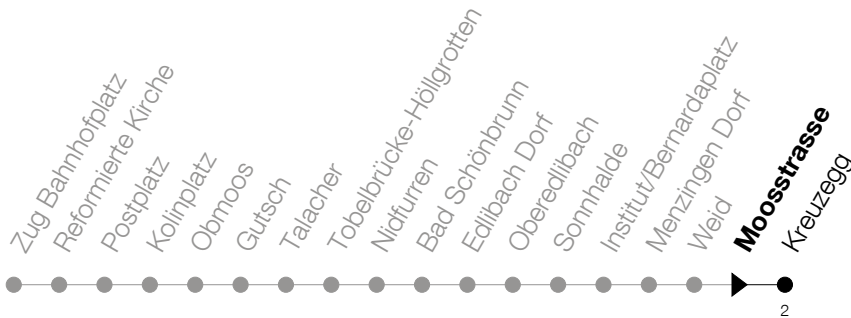 Zug Bahnhofplatz
Reformierte Kirche
Postplatz
Kolinplatz
Obmoos
Gutsch
Talacher
Tobelbrücke-Höllgrotten
Nidfurren
Bad Schönbrunn
Edlibach Dorf
Oberedlibach
Sonnhalde
Institut/Bernardaplatz
Menzingen Dorf
Weid
Moosstrasse
Kreuzegg
2